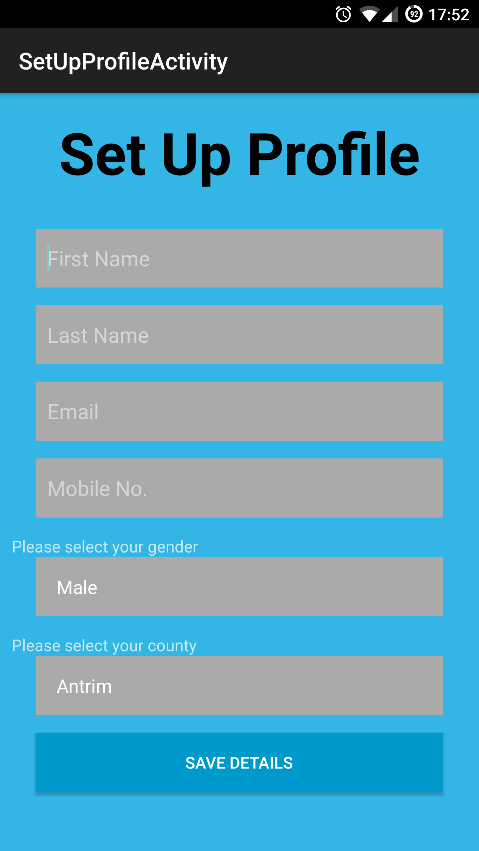 92 17:52
SetUpProfileActivity
Set Up Profile
First Name
Last Name
Email
Mobile No.
Please select your gender
Male
Please select your county
Antrim
SAVE DETAILS